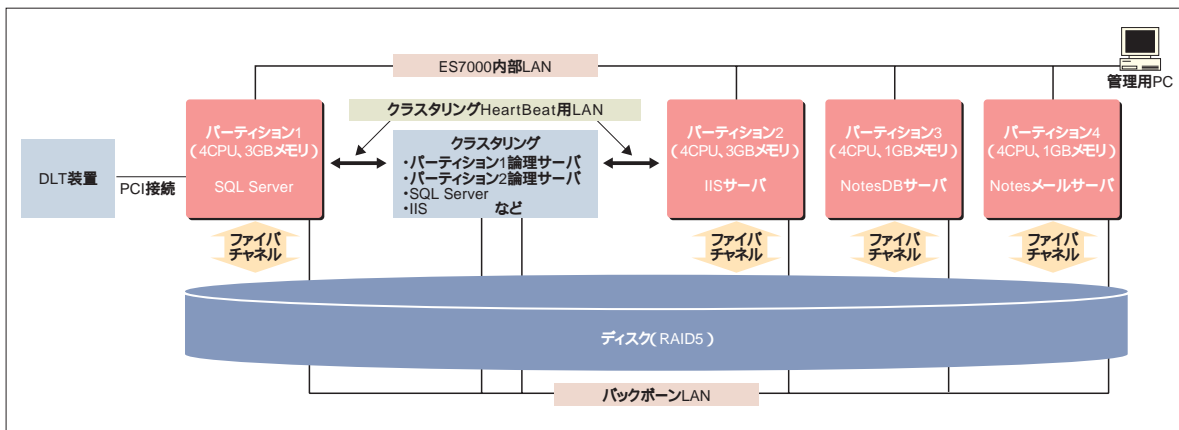 ES7000内部LAN
管理用PC
クラスタリングHeartBeat用LAN
DLT装置
PCI接続
パーティション1
(4CPU、3GBメモリ)
SQL Server
クラスタリング
・パーティション1論理サーバ
・パーティション2論理サーバ
・SQL Server
・IIS など
パーティション2
(4CPU、3GBメモリ)
IISサーバ
パーティション3
(4CPU、1GBメモリ)
NotesDBサーバ
パーティション4
(4CPU、1GBメモリ)
Notesメールサーバ
ファイバ
チャネル
ファイバ
チャネル
ファイバ
チャネル
ファイバ
チャネル
ディスク(RAID5)
バックボーンLAN